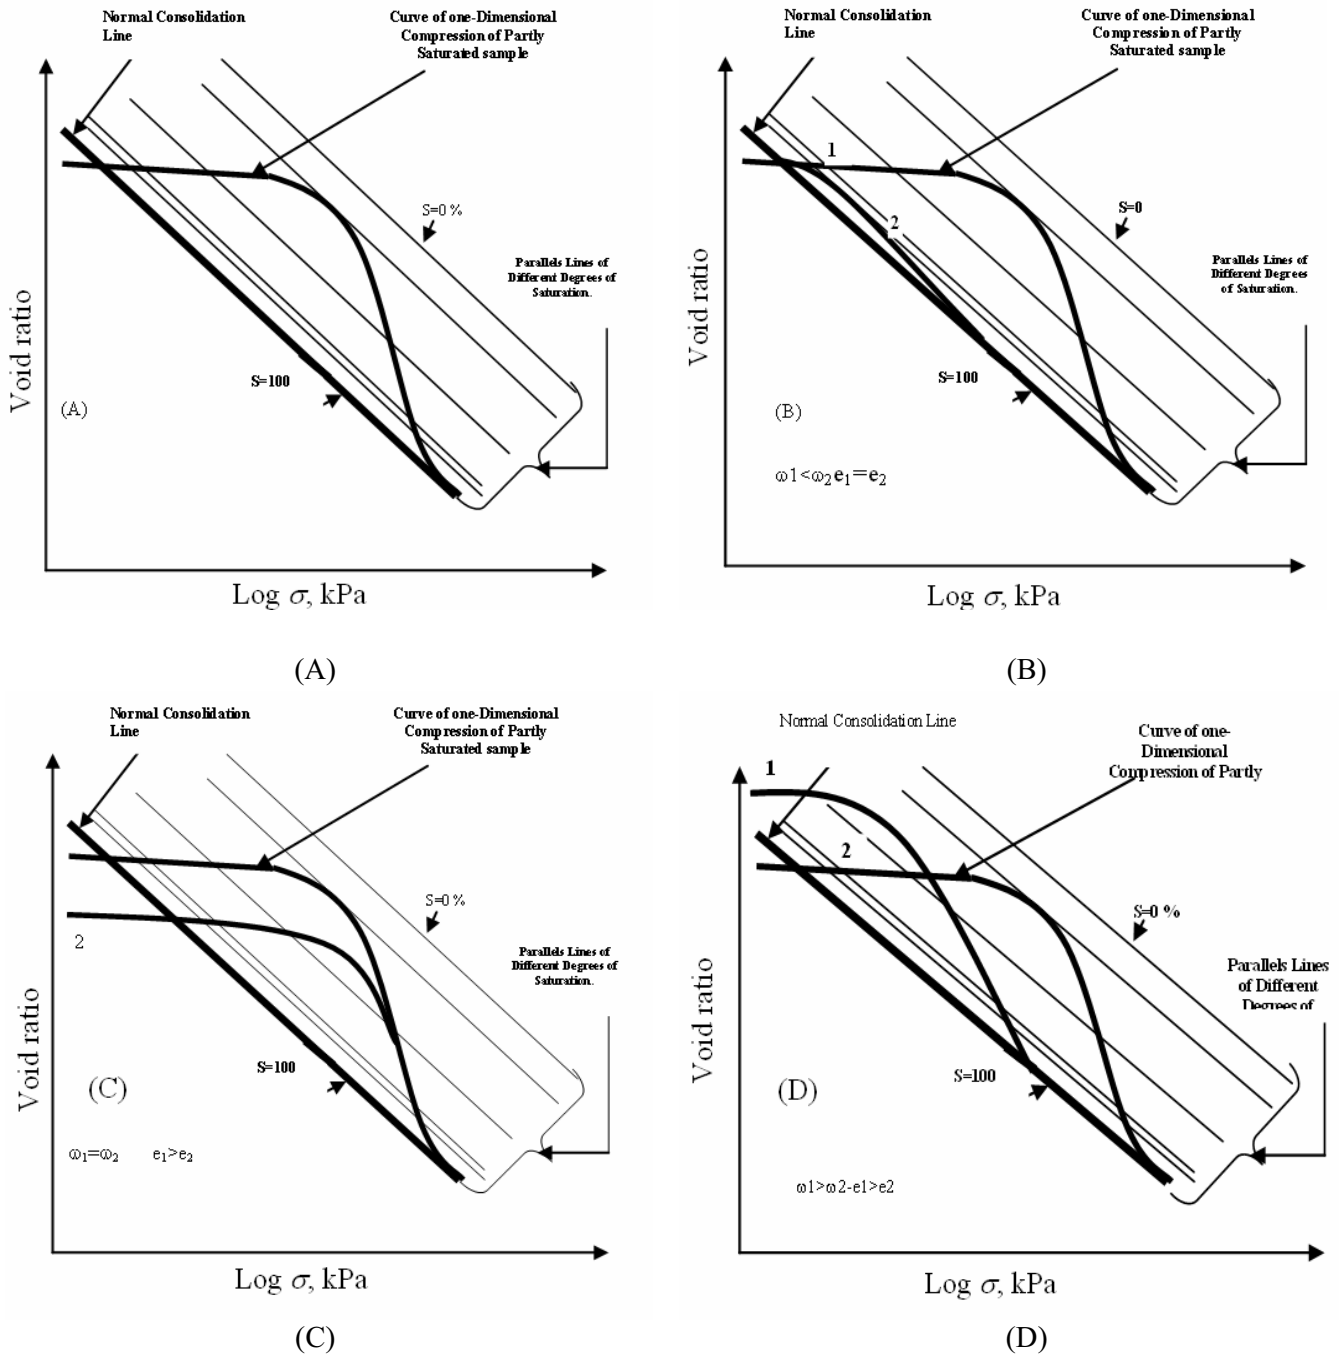 Normal Consolidation
Line
Curve of one-Dimensional
Compression of Partly
Saturated sample
S=0 %
Parallels Lines of
Different Degrees of
Saturation.
S=100
Void ratio
(A)
Log σ, kPa
(A)
Normal Consolidation
Line
Curve of one-Dimensional
Compression of Partly
Saturated sample
1
2
S=0
Parallels Lines of
Different Degrees
of Saturation.
S=100
Void ratio
(B)
ω1<ω2 e1=e2
Log σ, kPa
(B)
Normal Consolidation
Line
Curve of one-Dimensional
Compression of Partly
Saturated sample
S=0 %
2
Parallels Lines of
Different Degrees of
Saturation.
S=100
Void ratio
(C)
ω1=ω2 e1>e2
Log σ, kPa
(C)
Normal Consolidation Line
Curve of one-
Dimensional
Compression of Partly
1
2
S=0 %
Parallels Lines
of Different
Degrees of
S=100
Void ratio
(D)
ω1>ω2-e1>e2
Log σ, kPa
(D)